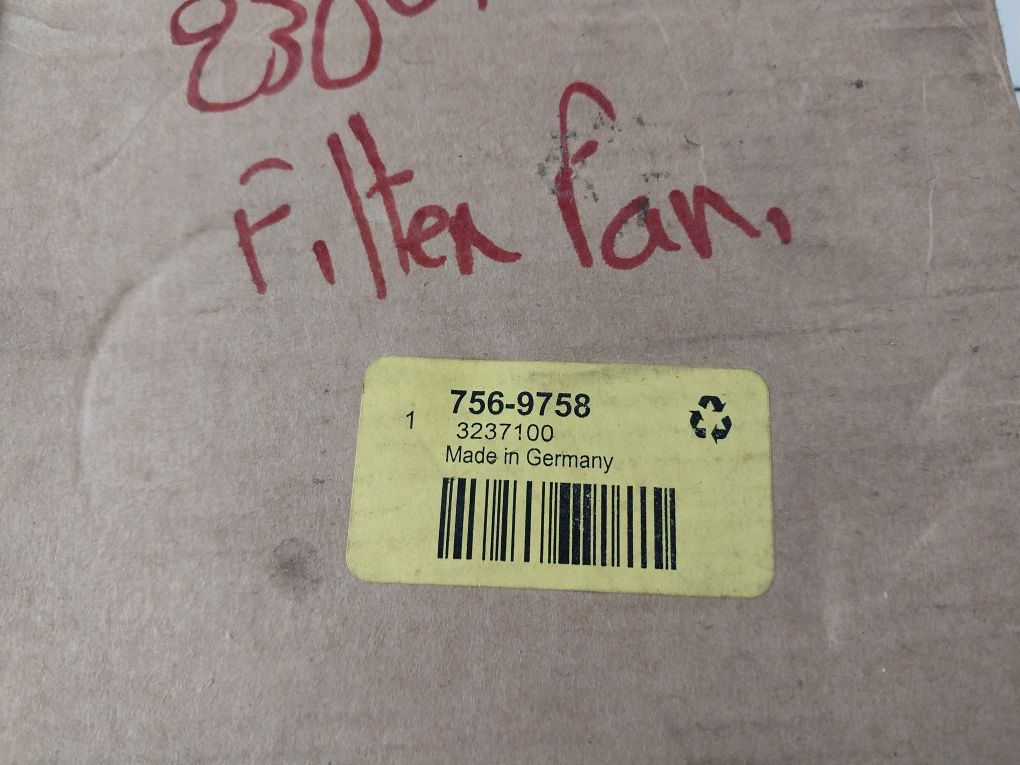 Filter fan,
1 756-9758
3237100
Made in Germany